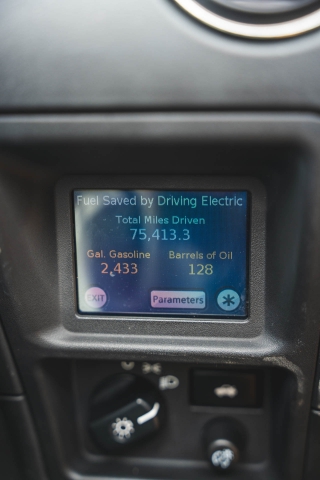 Fuel Saved by Driving Electric
Total Miles Driven
75,413.3
Gal. Gasoline Barrels of Oil
2,433 128
EXIT Parameters